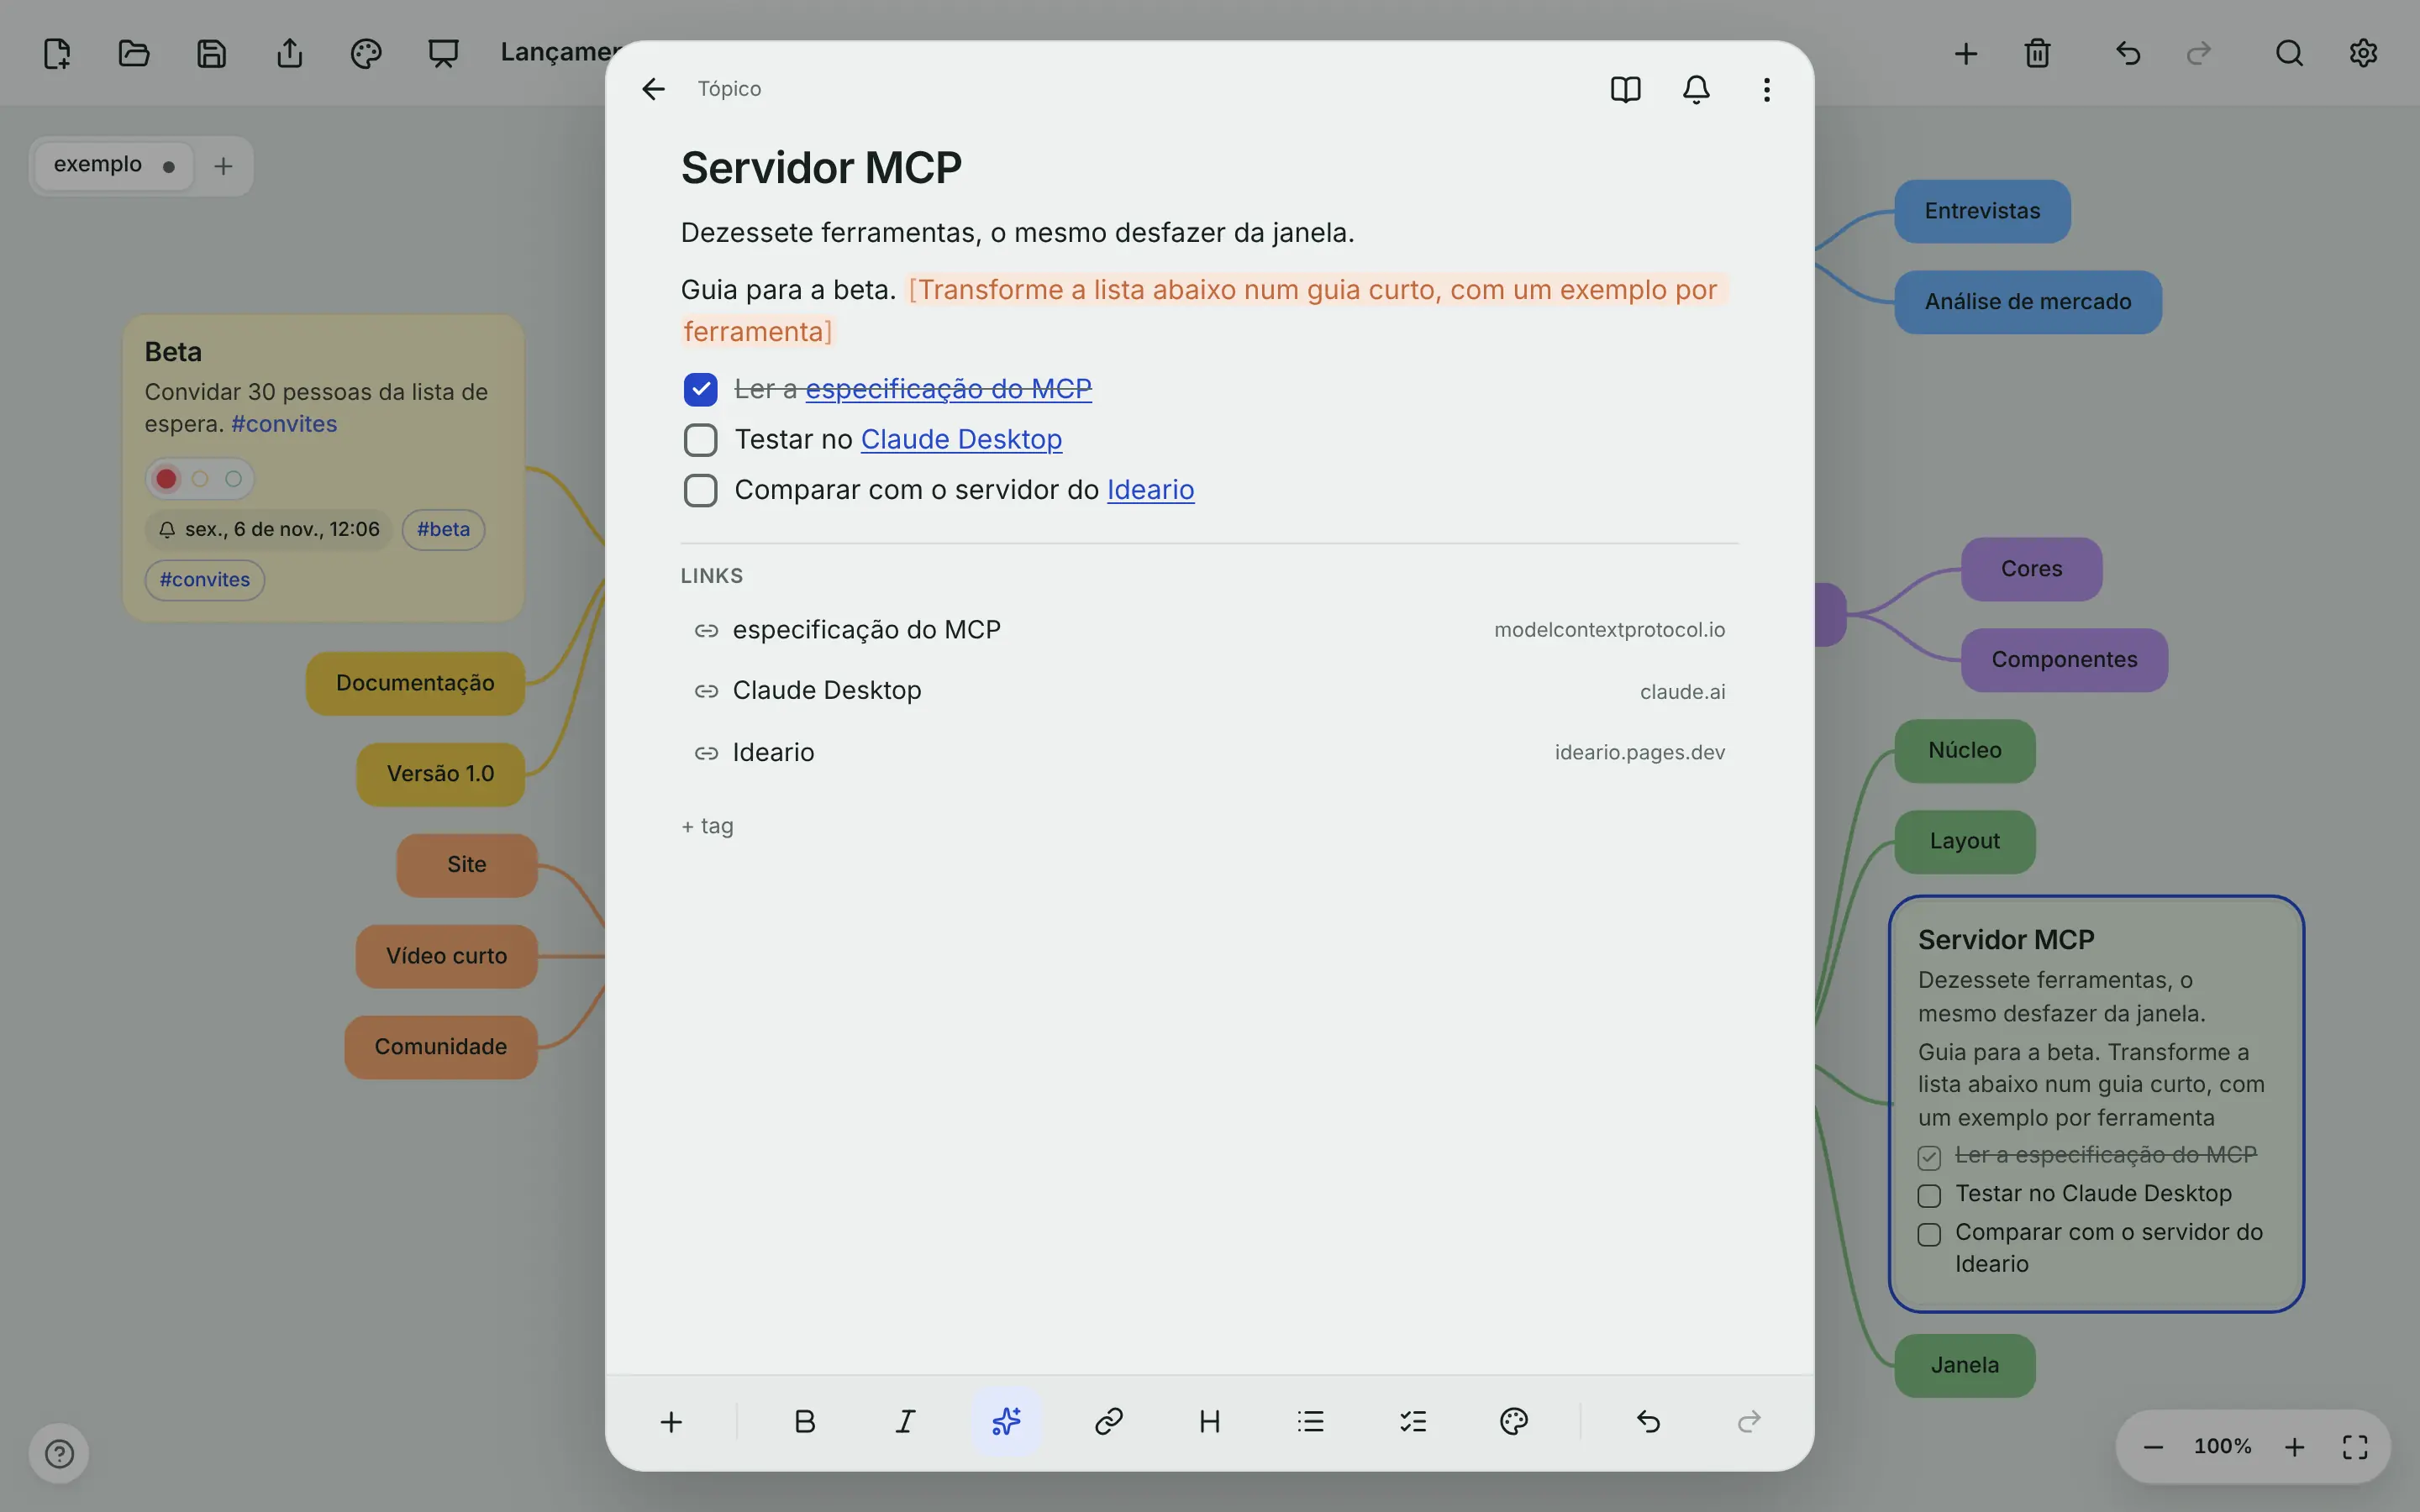 Lançamer
exemplo
Beta
Convidar 30 pessoas da lista de
espera. #convites
sex., 6 de nov., 12:06
#beta
#convites
Documentação
Versão 1.0
Site
Vídeo curto
Comunidade
Tópico
Servidor MCP
Dezessete ferramentas, o mesmo desfazer da janela.
Guia para a beta. [Transforme a lista abaixo num guia curto, com um exemplo por
ferramenta]
Ler a especificação do MCP
Testar no Claude Desktop
Comparar com o servidor do Ideario
LINKS
especificação do MCP modelcontextprotocol.io
Claude Desktop claude.ai
Ideario ideario.pages.dev
+ tag
B I H
Entrevistas
Análise de mercado
Cores
Componentes
Núcleo
Layout
Servidor MCP
Dezessete ferramentas, o
mesmo desfazer da janela.
Guia para a beta. Transforme a
lista abaixo num guia curto, com
um exemplo por ferramenta
Ler a especificação do MCP
Testar no Claude Desktop
Comparar com o servidor do
Ideario
Janela
100%